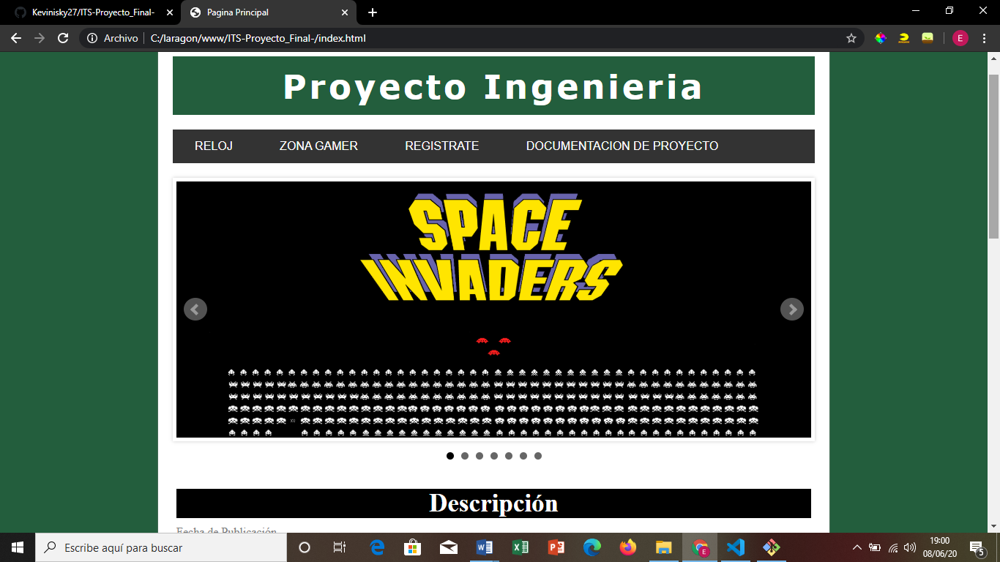 Kevinisky27/ITS-Proyecto_Final-
Pagina Principal
Archivo
C:/laragon/www/ITS-Proyecto_Final-/index.html
E
Proyecto Ingenieria
RELOJ
ZONA GAMER
REGISTRATE
DOCUMENTACION DE PROYECTO
SPACE
INVADERS
Descripción
Fecha de Publicación
Escribe aquí para buscar
19:00
08/06/20
5